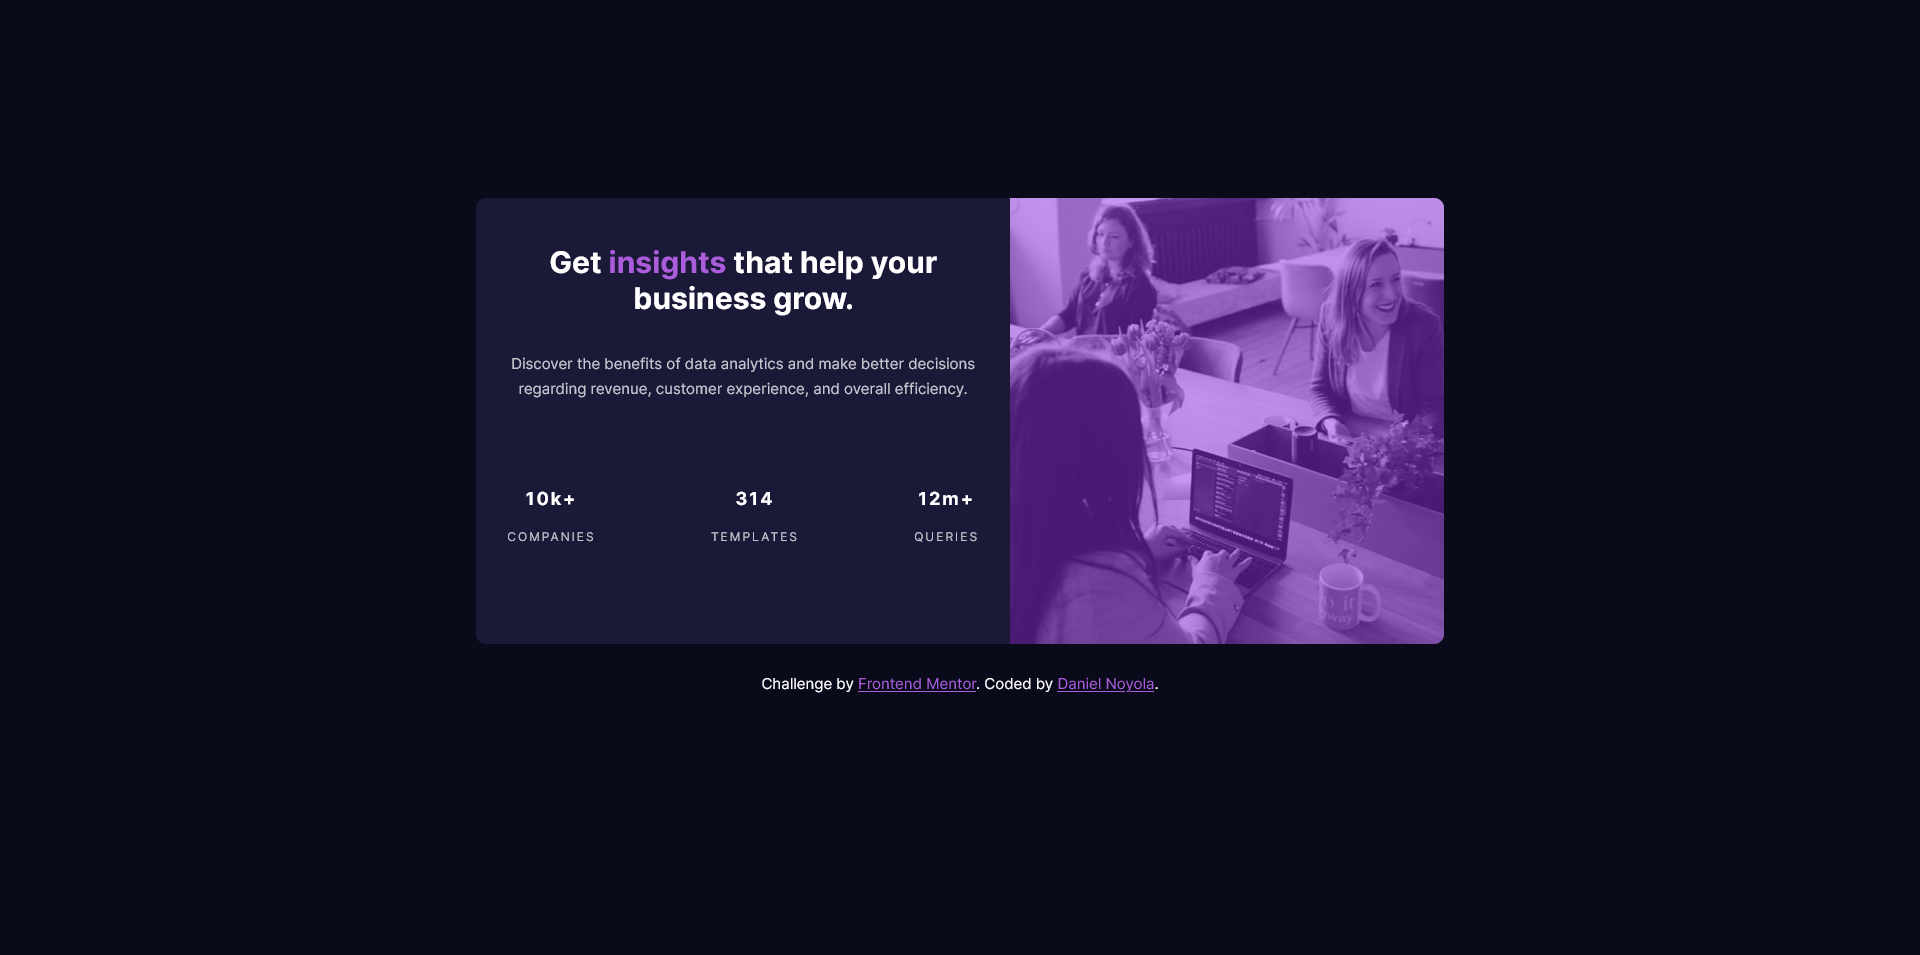 Get insights that help your
business grow.
Discover the benefits of data analytics and make better decisions
regarding revenue, customer experience, and overall efficiency.
10k+
314
12m+
COMPANIES
TEMPLATES
QUERIES
it
way
Challenge by Frontend Mentor. Coded by Daniel Noyola.